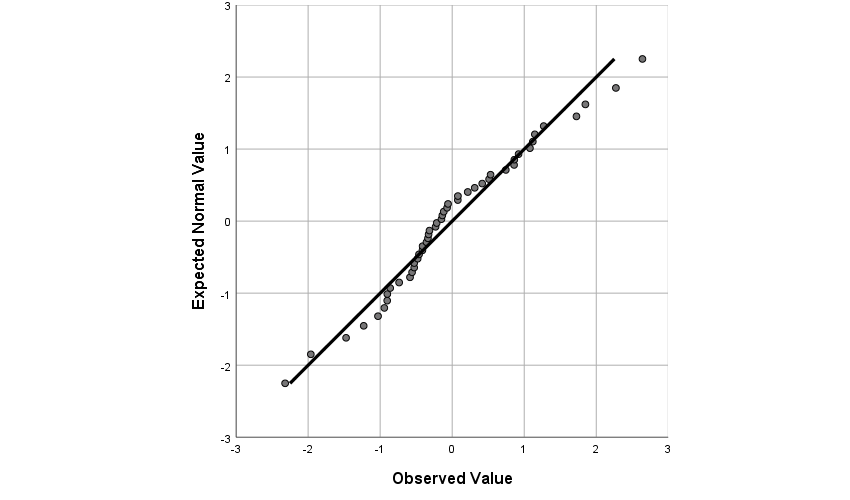 3
2
1
0
-1
-2
-3
Expected Normal Value
-3 -2 -1 0 1 2 3
Observed Value